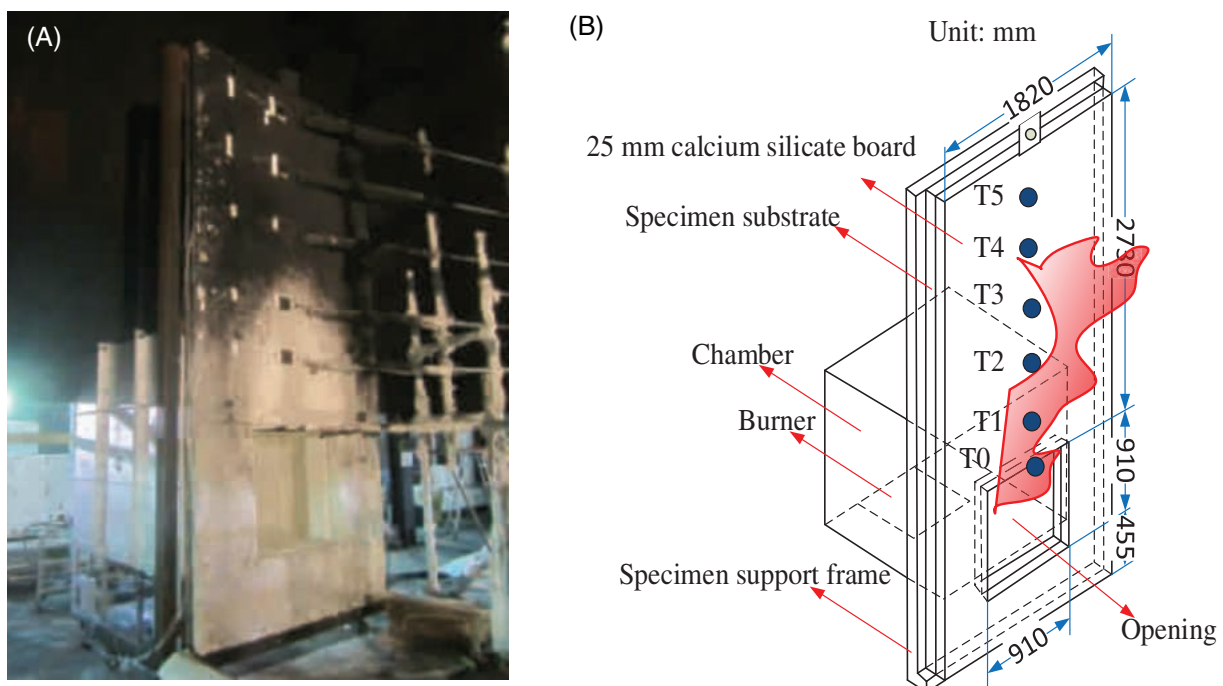 (A)
(B)
Unit: mm
1820
25 mm calcium silicate board
T5
Specimen substrate
T4
2730
T3
Chamber
T2
Burner
T1
910
T0
455
Specimen support frame
Opening
910